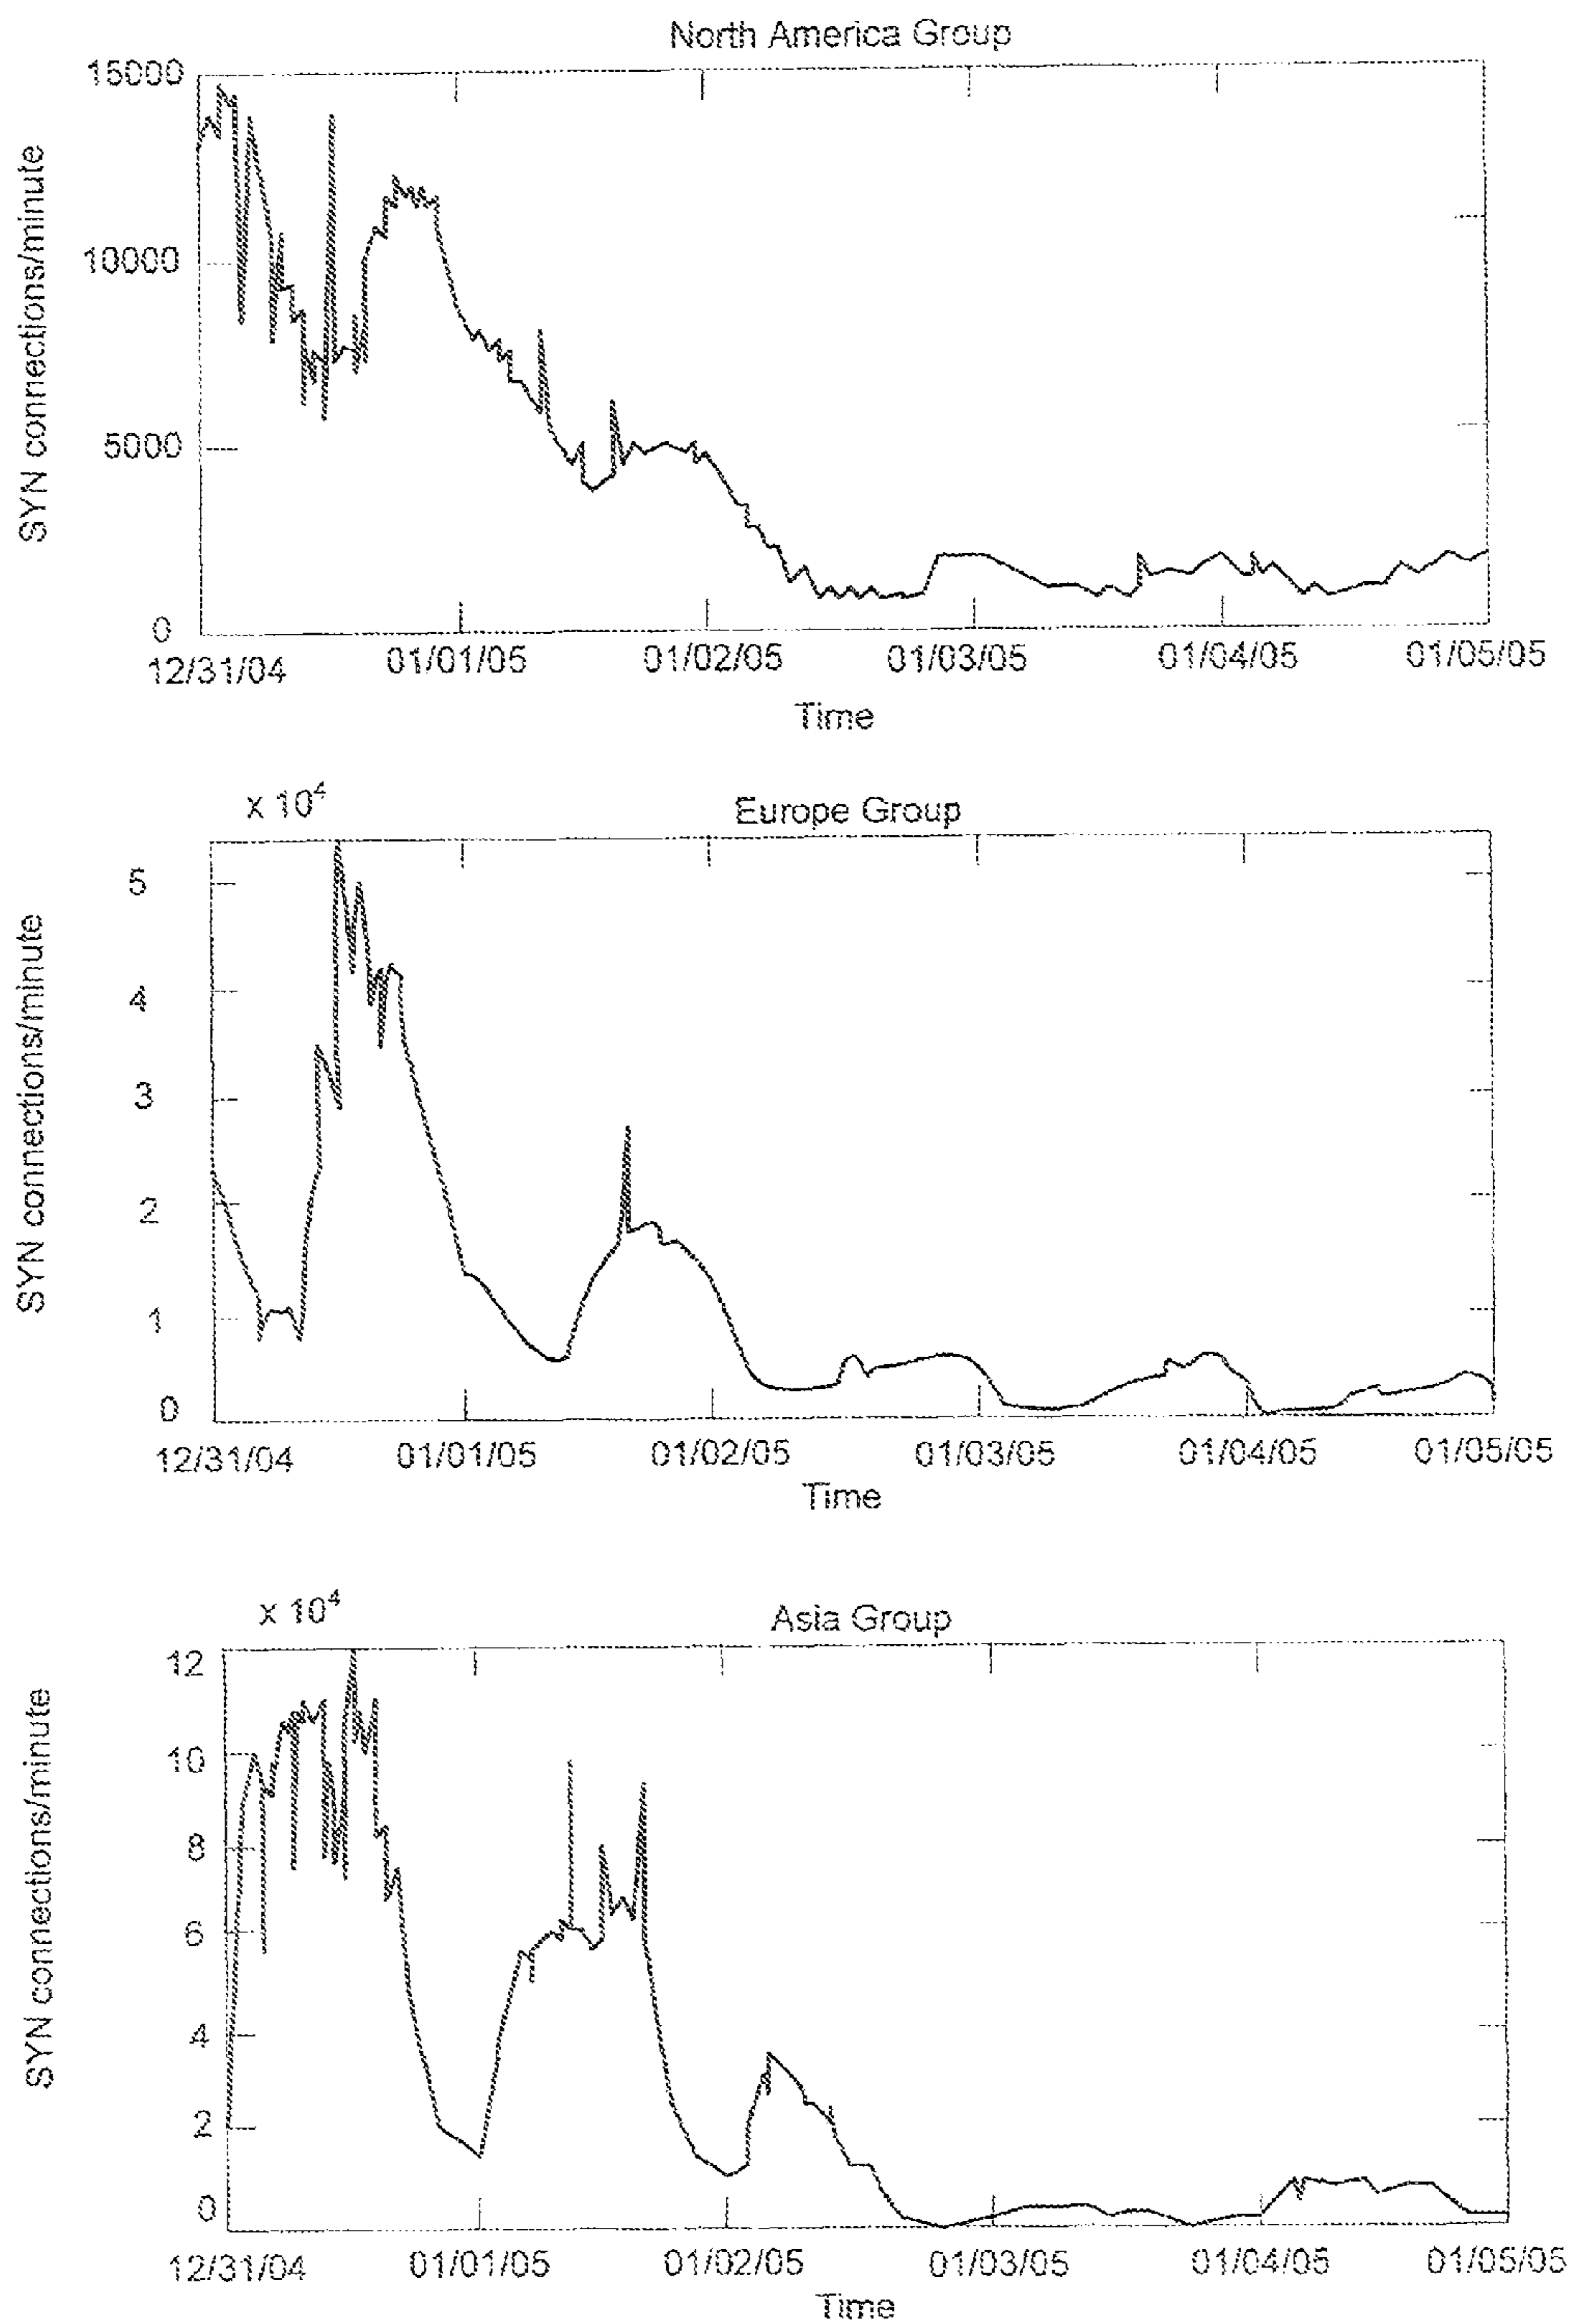 North America Group
SYN connections/minute
15000
10000
5000
0
12/31/04 01/01/05 01/02/05 01/03/05 01/04/05 01/05/05
Time
x 10^4
Europe Group
SYN connections/minute
5
4
3
2
1
0
12/31/04 01/01/05 01/02/05 01/03/05 01/04/05 01/05/05
Time
x 10^4
Asia Group
SYN connections/minute
12
10
8
6
4
2
0
12/31/04 01/01/05 01/02/05 01/03/05 01/04/05 01/05/05
Time